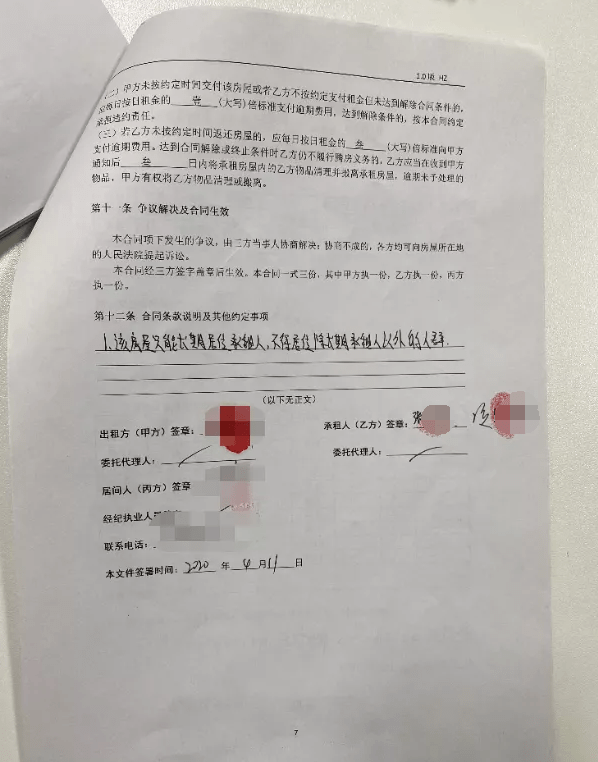 1.0版 HZ
(二)甲方未按约定时间交付该房屋或者乙方不按约定支付租金但未达到解除合同条件的,
应每日按日租金的 壹 (大写)倍标准支付逾期费用,达到解除条件的,按本合同约定
承担违约责任。
(三)若乙方未按约定时间返还房屋的,应每日按日租金的 叁 (大写)倍标准向甲方
支付逾期费用。达到合同解除或终止条件时乙方仍不履行腾房义务的,乙方应当在收到甲方
通知后 叁 日内将承租房屋内的乙方物品清理并搬离承租房屋,逾期未予处理的
物品,甲方有权将乙方物品清理或搬离。
第十一条 争议解决及合同生效
本合同项下发生的争议,由三方当事人协商解决;协商不成的,各方均可向房屋所在地
的人民法院提起诉讼。
本合同经三方签字盖章后生效。本合同一式三份,其中甲方执一份,乙方执一份,丙方
执一份。
第十二条 合同条款说明及其他约定事项
1.该房屋只能长期居住承租人,不得居住除长期承租人以外的人
(以下无正文)
出租方(甲方)签章:
承租人(乙方)签章:张
委托代理人:
委托代理人:
居间人(丙方)签章
经纪执业人
联系电话:
本文件签署时间:2020 年 4 月 11 日
7